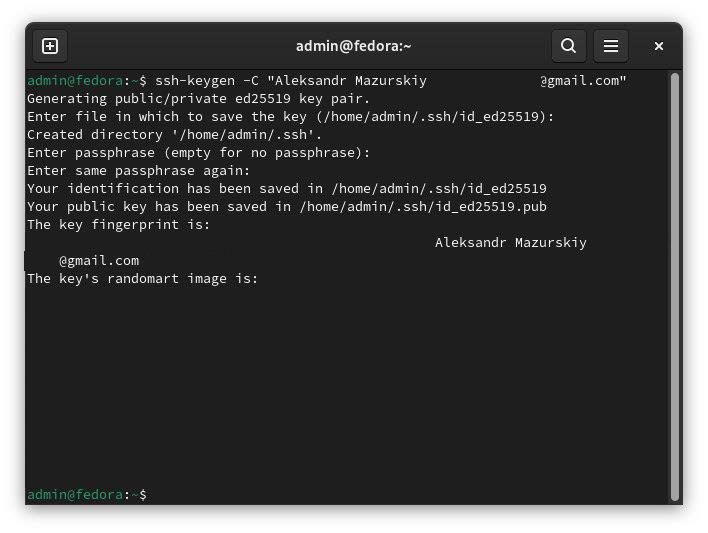 admin@fedora:~
admin@fedora:~$ ssh-keygen -C "Aleksandr Mazurskiy @gmail.com"
Generating public/private ed25519 key pair.
Enter file in which to save the key (/home/admin/.ssh/id_ed25519):
Created directory '/home/admin/.ssh'.
Enter passphrase (empty for no passphrase):
Enter same passphrase again:
Your identification has been saved in /home/admin/.ssh/id_ed25519
Your public key has been saved in /home/admin/.ssh/id_ed25519.pub
The key fingerprint is:
Aleksandr Mazurskiy
@gmail.com
The key's randomart image is:
admin@fedora:~$